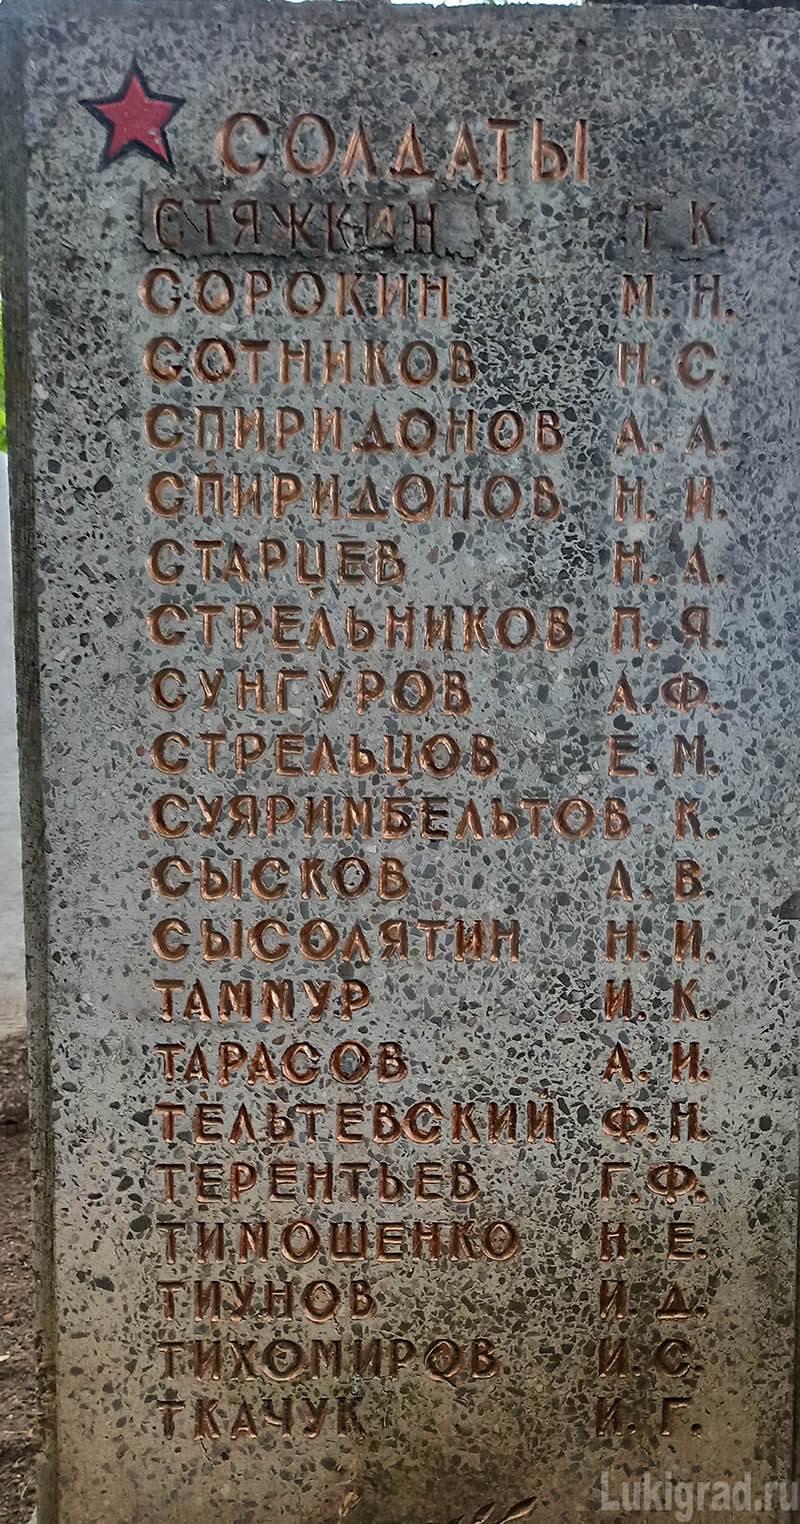 СОЛДАТЫ
СТЯЖКИН Т К
СОРОКИН М. Н.
СОТНИКОВ Н. С.
СПИРИДОНОВ А. А.
СПИРИДОНОВ Н. И.
СТАРЦЕВ Н. А.
СТРЕЛЬНИКОВ П. Я.
СУНГУРОВ А. Ф.
СТРЕЛЬЦОВ Е. М.
СУЯРИМБЕЛЬТОВ К.
СЫСКОВ А. В.
СЫСОЛЯТИН Н. И.
ТАММУР И. К.
ТАРАСОВ А. И.
ТЕЛЬТЕВСКИЙ Ф. Н.
ТЕРЕНТЬЕВ Г. Ф.
ТИМОШЕНКО Н. Е.
ТИУНОВ И. Д.
ТИХОМИРОВ И. С.
ТКАЧУК И. Г.
Lukigrad.ru